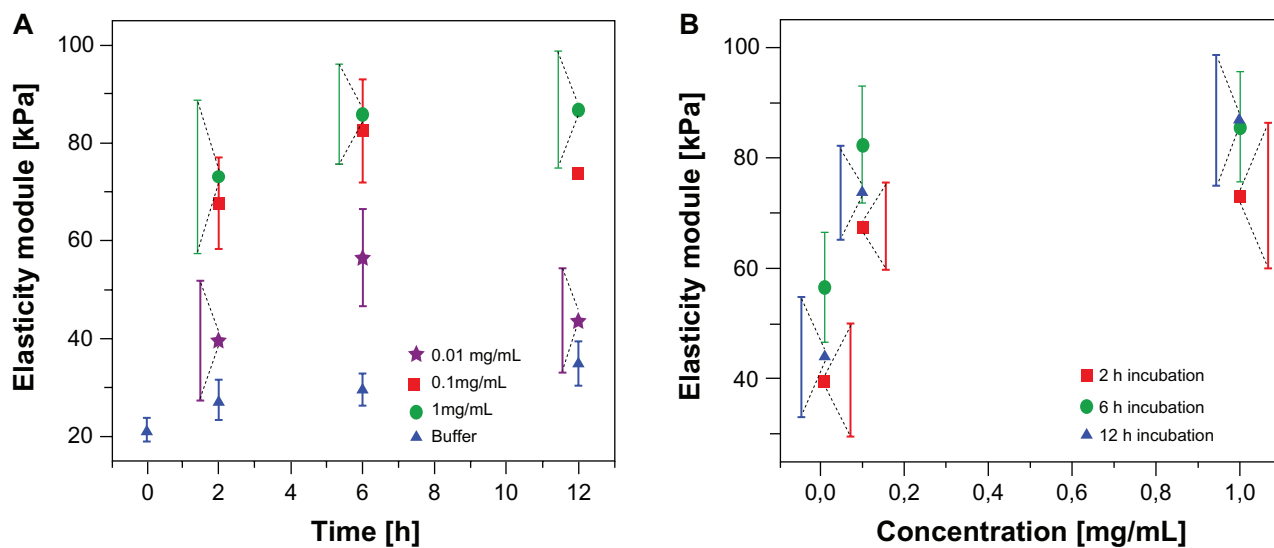 A
Elasticity module [kPa]
100
80
60
40
20
0.01 mg/mL
0.1mg/mL
1mg/mL
Buffer
0 2 4 6 8 10 12
Time [h]
B
Elasticity module [kPa]
100
80
60
40
2 h incubation
6 h incubation
12 h incubation
0,0 0,2 0,4 0,6 0,8 1,0
Concentration [mg/mL]